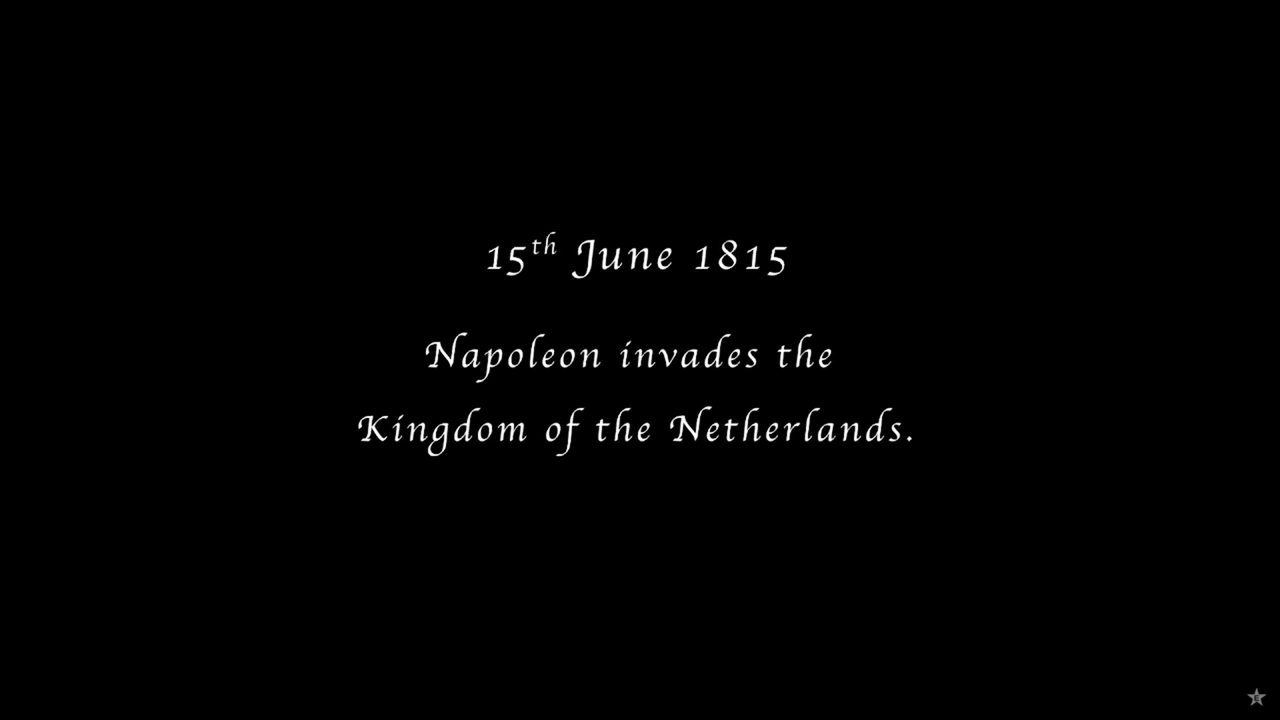 15th June 1815
Napoleon invades the
Kingdom of the Netherlands.